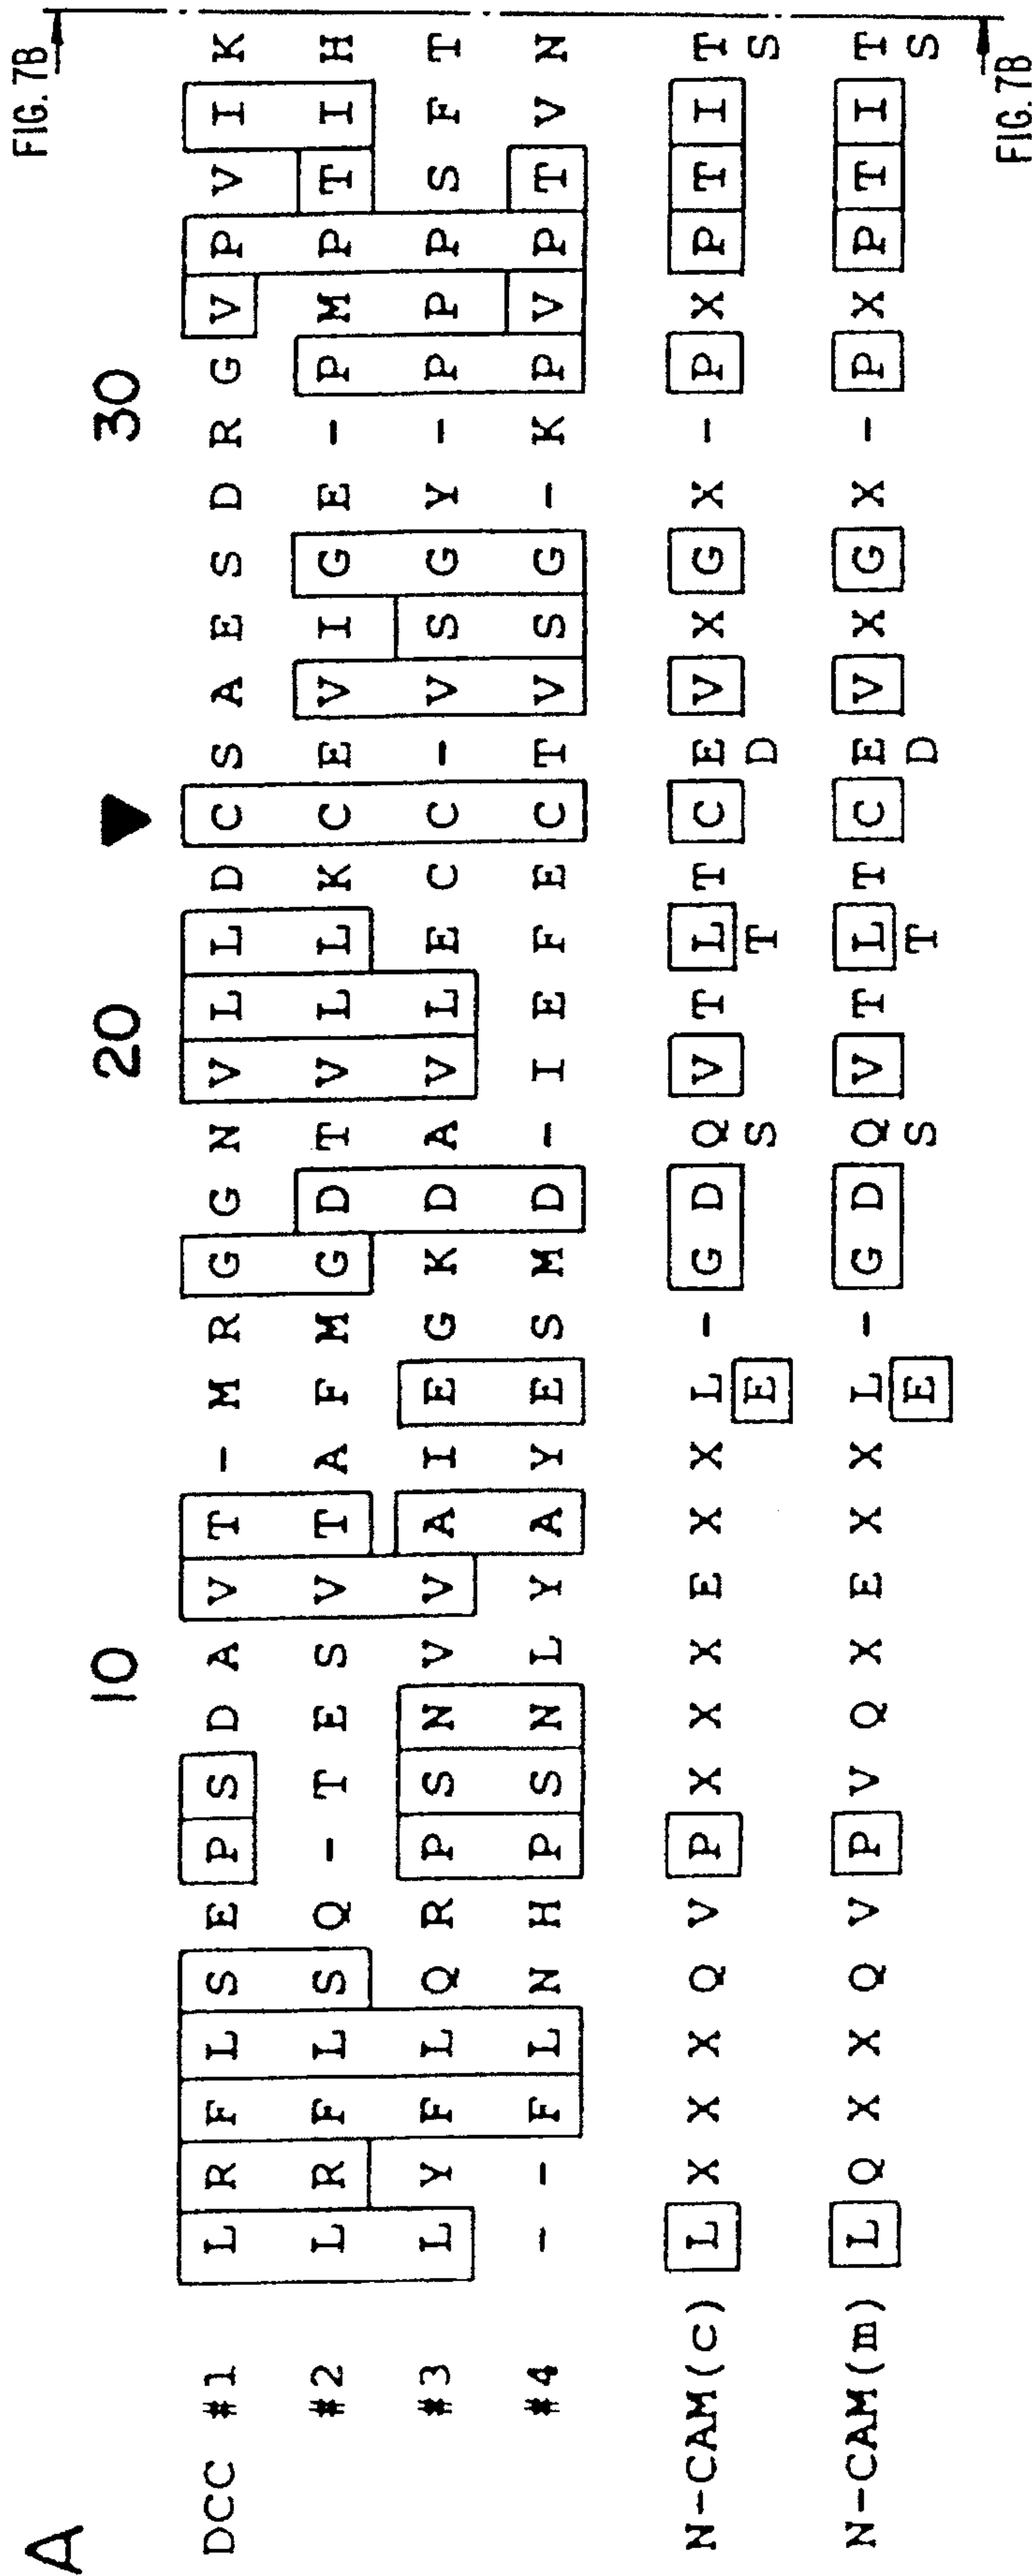 FIG. 7B
A
10 20 30
DCC #1 L R F L S E P S D A V T - M R G G N V L L D C S A E S D R G V P V I K
#2 L R F L S Q - T E S V T A F M G D T V L L K C E V I G E - P M P T I H
#3 L Y F L Q R P S N V V A I E G K D A V L E C C - V S G Y - P P P S F T
#4 - - F L N H P S N L Y A Y E S M D - I E F E C T V S G - K P V P T V N
N-CAM(c) L X X X Q V P X X X E X X L - G D Q V T L T C E V X G X - P X P T I T
E S T D S
N-CAM(m) L Q X X Q V P V Q X E X X L - G D Q V T L T C E V X G X - P X P T I T
E S T D S
FIG. 7B